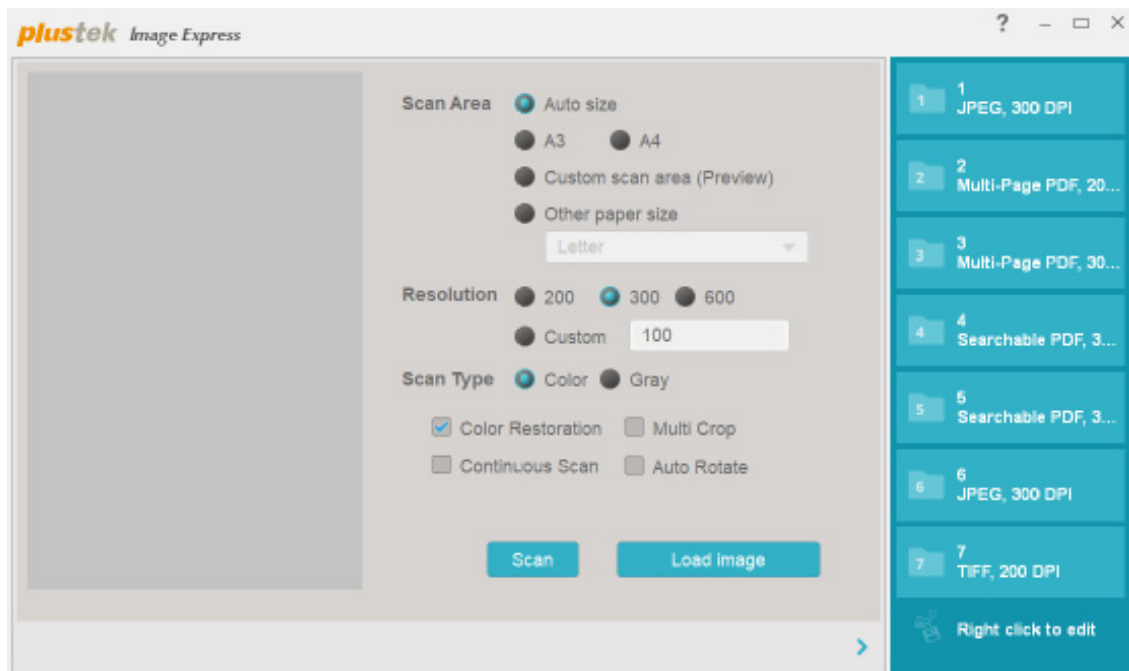 plustek Image Express
?
Scan Area Auto size
A3 A4
Custom scan area (Preview)
Other paper size
Letter
Resolution 200 300 600
Custom 100
Scan Type Color Gray
Color Restoration Multi Crop
Continuous Scan Auto Rotate
Scan Load image
1 1
JPEG, 300 DPI
2 2
Multi-Page PDF, 20...
3 3
Multi-Page PDF, 30...
4 4
Searchable PDF, 3...
5 5
Searchable PDF, 3...
6 6
JPEG, 300 DPI
7 7
TIFF, 200 DPI
Right click to edit